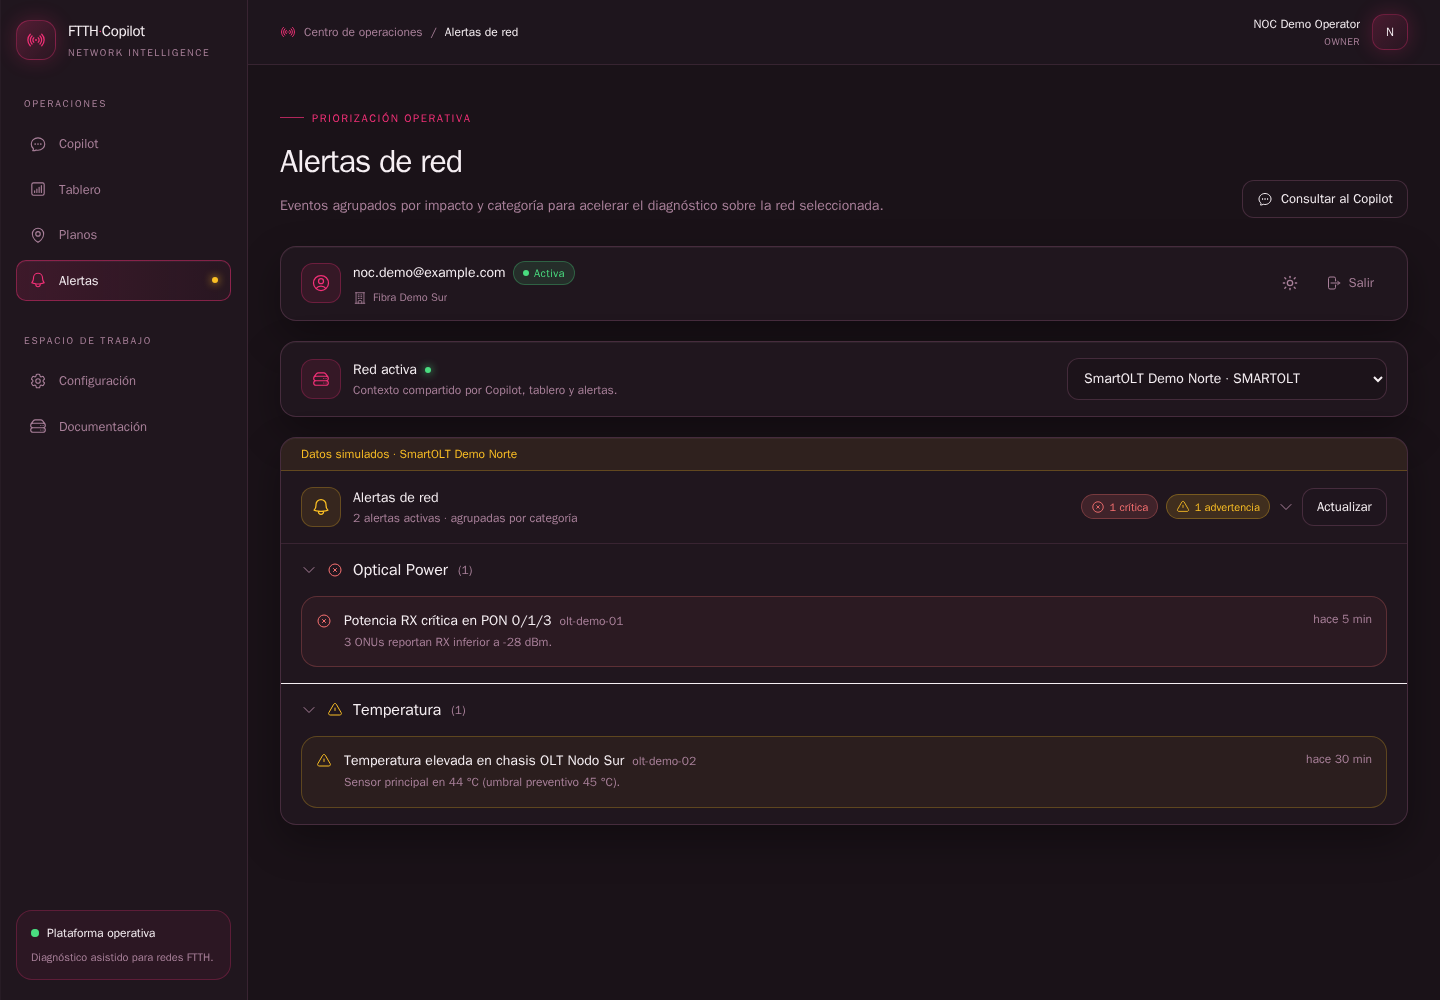 FTTH·Copilot
NETWORK INTELLIGENCE
OPERACIONES
Copilot
Tablero
Planos
Alertas
ESPACIO DE TRABAJO
Configuración
Documentación
Plataforma operativa
Diagnóstico asistido para redes FTTH.
Centro de operaciones / Alertas de red
NOC Demo Operator
OWNER
N
PRIORIZACIÓN OPERATIVA
Alertas de red
Eventos agrupados por impacto y categoría para acelerar el diagnóstico sobre la red seleccionada.
Consultar al Copilot
noc.demo@example.com Activa
Fibra Demo Sur
Salir
Red activa
Contexto compartido por Copilot, tablero y alertas.
SmartOLT Demo Norte · SMARTOLT
Datos simulados · SmartOLT Demo Norte
Alertas de red
2 alertas activas · agrupadas por categoría
1 crítica
1 advertencia
Actualizar
Optical Power (1)
Potencia RX crítica en PON 0/1/3 olt-demo-01
hace 5 min
3 ONUs reportan RX inferior a -28 dBm.
Temperatura (1)
Temperatura elevada en chasis OLT Nodo Sur olt-demo-02
hace 30 min
Sensor principal en 44 °C (umbral preventivo 45 °C).